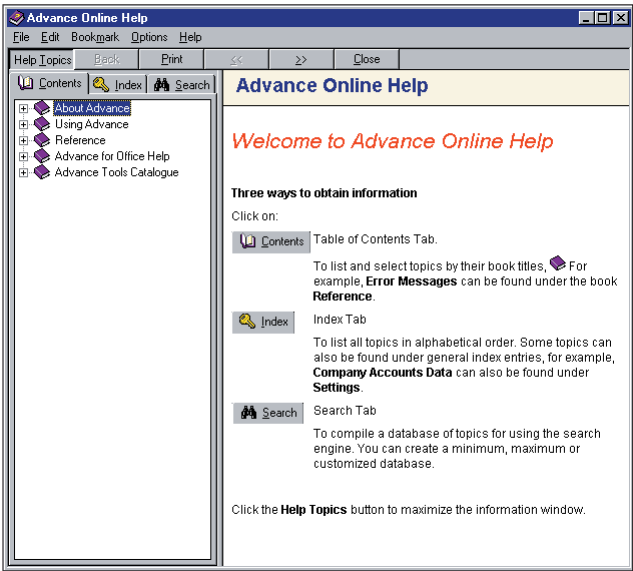 Advance Online Help
File Edit Bookmark Options Help
Help Topics Back Print << >> Close
Contents Index Search
About Advance
Using Advance
Reference
Advance for Office Help
Advance Tools Catalogue
Advance Online Help
Welcome to Advance Online Help
Three ways to obtain information
Click on:
Contents Table of Contents Tab.
To list and select topics by their book titles, For
example, Error Messages can be found under the book
Reference.
Index Index Tab
To list all topics in alphabetical order. Some topics can
also be found under general index entries, for example,
Company Accounts Data can also be found under
Settings.
Search Search Tab
To compile a database of topics for using the search
engine. You can create a minimum, maximum or
customized database.
Click the Help Topics button to maximize the information window.